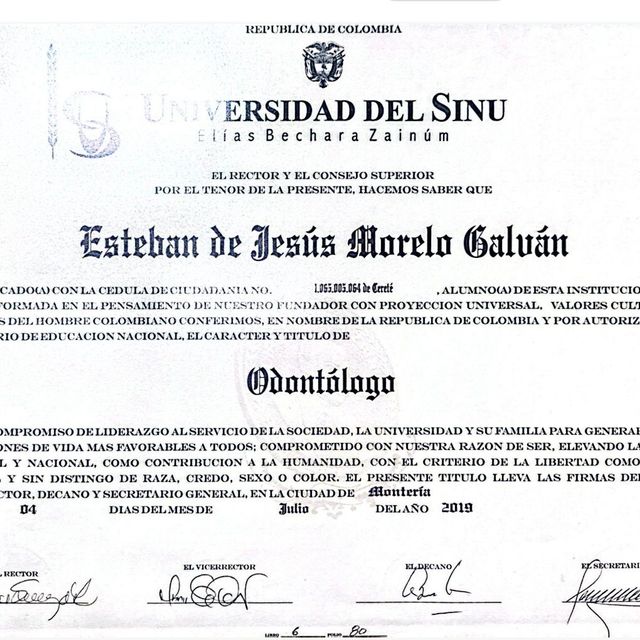 REPUBLICA DE COLOMBIA
UNIVERSIDAD DEL SINU
Elías Bechara Zainúm
EL RECTOR Y EL CONSEJO SUPERIOR
POR EL TENOR DE LA PRESENTE, HACEMOS SABER QUE
Esteban de Jesús Morelo Galván
CADO(A) CON LA CEDULA DE CIUDADANIA NO. 1.063.003.064 de Cereté , ALUMNO(A) DE ESTA INSTITUCIO
FORMADA EN EL PENSAMIENTO DE NUESTRO FUNDADOR CON PROYECCION UNIVERSAL, VALORES CULT
S DEL HOMBRE COLOMBIANO CONFERIMOS, EN NOMBRE DE LA REPUBLICA DE COLOMBIA Y POR AUTORIZ
RIO DE EDUCACION NACIONAL, EL CARACTER Y TITULO DE
Odontólogo
OMPROMISO DE LIDERAZGO AL SERVICIO DE LA SOCIEDAD, LA UNIVERSIDAD Y SU FAMILIA PARA GENERAL
ONES DE VIDA MAS FAVORABLES A TODOS; COMPROMETIDO CON NUESTRA RAZON DE SER, ELEVANDO LA
L Y NACIONAL, COMO CONTRIBUCION A LA HUMANIDAD, CON EL CRITERIO DE LA LIBERTAD COMO
Y SIN DISTINGO DE RAZA, CREDO, SEXO O COLOR. EL PRESENTE TITULO LLEVA LAS FIRMAS DEL
CTOR, DECANO Y SECRETARIO GENERAL, EN LA CIUDAD DE Montería
04 DIAS DEL MES DE Julio DEL AÑO 2019
RECTOR EL VICERRECTOR EL DECANO EL SECRETARI
LIBRO 6 FOLIO 80